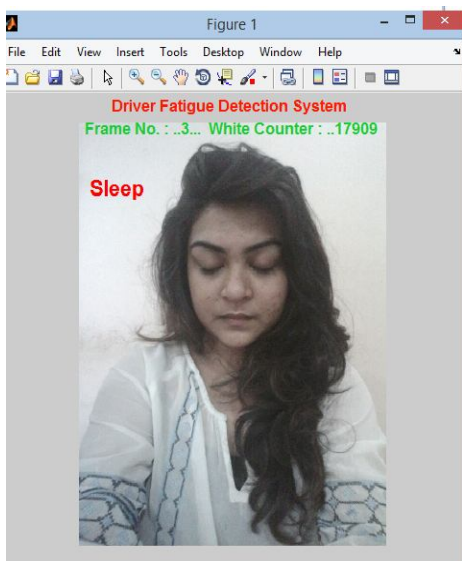 Figure 1
File Edit View Insert Tools Desktop Window Help
Driver Fatigue Detection System
Frame No. : ..3... White Counter : ..17909
Sleep